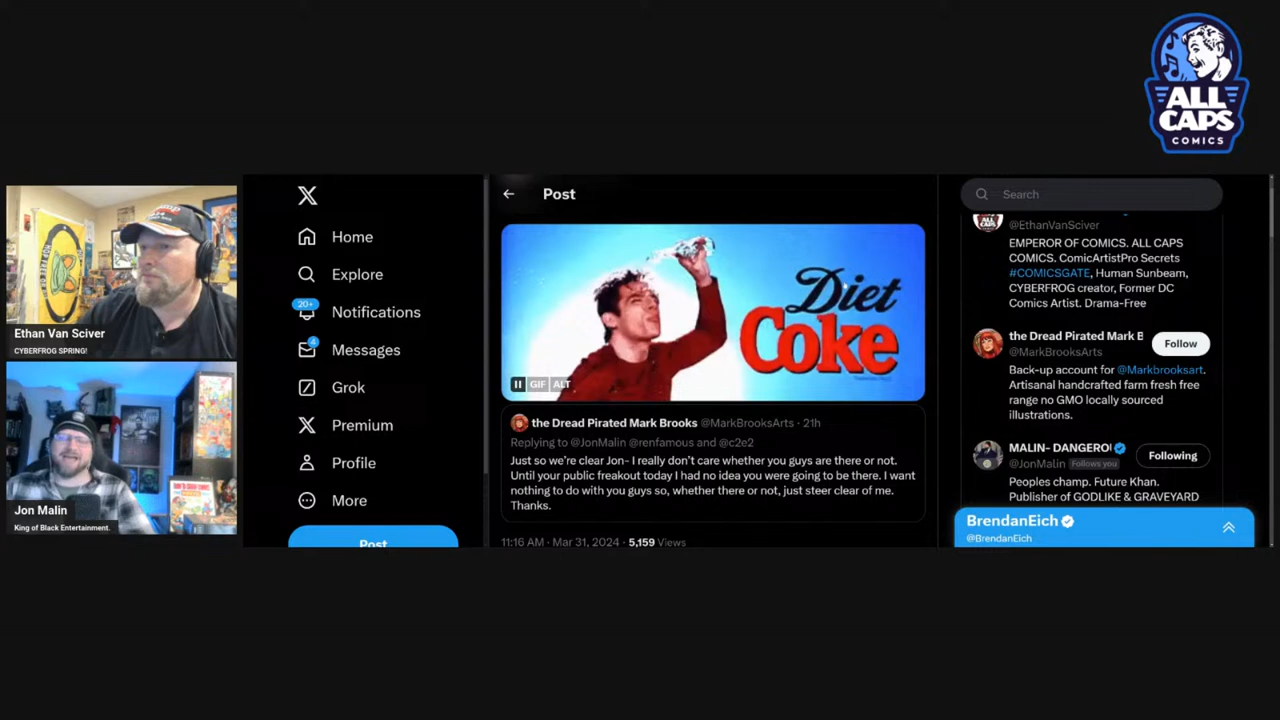 ALL
CAPS
COMICS
Ethan Van Sciver
CYBERFROG SPRING!
Jon Malin
King of Black Entertainment.
X
Home
Explore
20+
Notifications
4
Messages
Grok
Premium
Profile
More
Post
Post
Diet
Coke
GIF ALT
the Dread Pirated Mark Brooks @MarkBrooksArts · 21h
Replying to @JonMalin @renfamous and @c2e2
Just so we're clear Jon- I really don't care whether you guys are there or not.
Until your public freakout today I had no idea you were going to be there. I want
nothing to do with you guys so, whether there or not, just steer clear of me.
Thanks.
11:16 AM · Mar 31, 2024 · 5,159 Views
Search
@EthanVanSciver
EMPEROR OF COMICS. ALL CAPS
COMICS. ComicArtistPro Secrets
#COMICSGATE, Human Sunbeam,
CYBERFROG creator, Former DC
Comics Artist. Drama-Free
the Dread Pirated Mark B
Follow
@MarkBrooksArts
Back-up account for @Markbrooksart.
Artisanal handcrafted farm fresh free
range no GMO locally sourced
illustrations.
MALIN- DANGERO
Following
@JonMalin Follows you
Peoples champ. Future Khan.
Publisher of GODLIKE & GRAVEYARD
BrendanEich
@BrendanEich